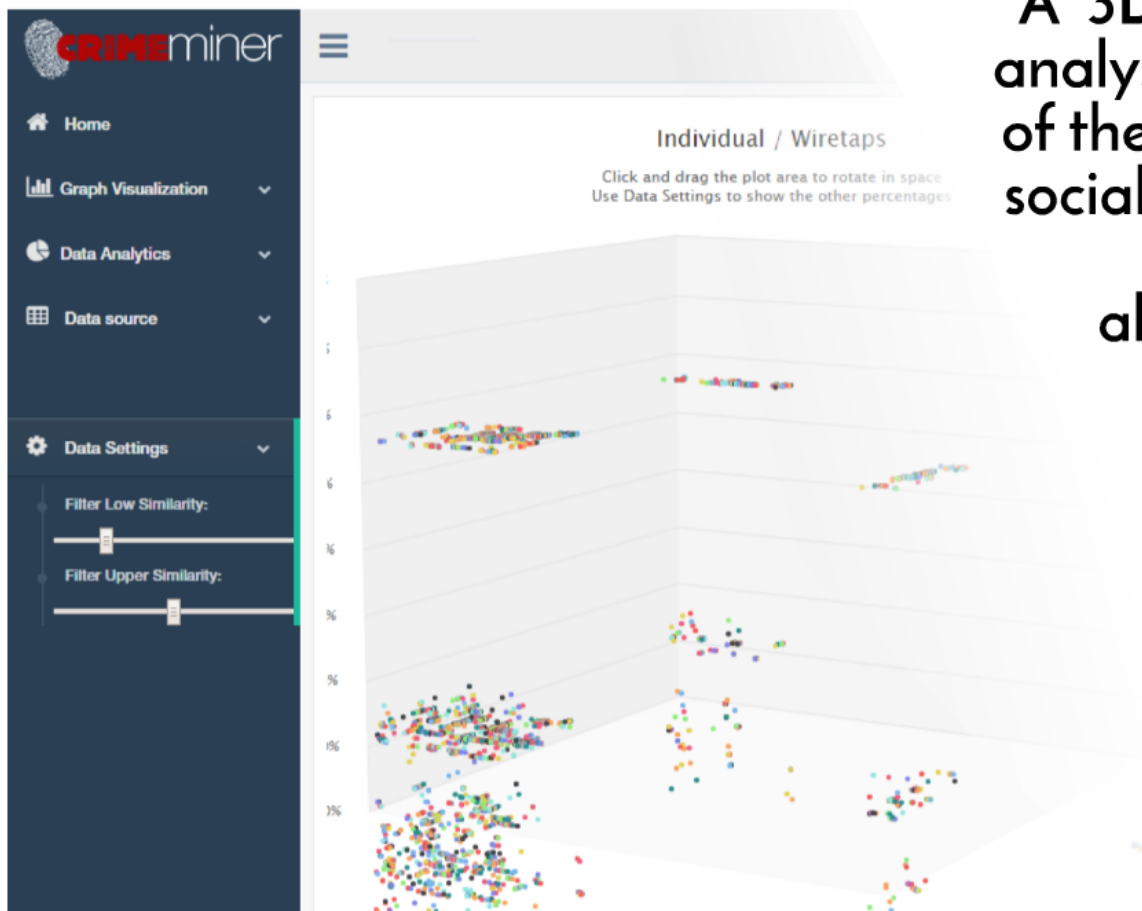 CRIMEminer
Home
Graph Visualization
Data Analytics
Data source
Data Settings
Filter Low Similarity:
Filter Upper Similarity:
Individual / Wiretaps
Click and drag the plot area to rotate in space
Use Data Settings to show the other percentages
%
%
%
%
0%
A 3D
analy
of the
social
al